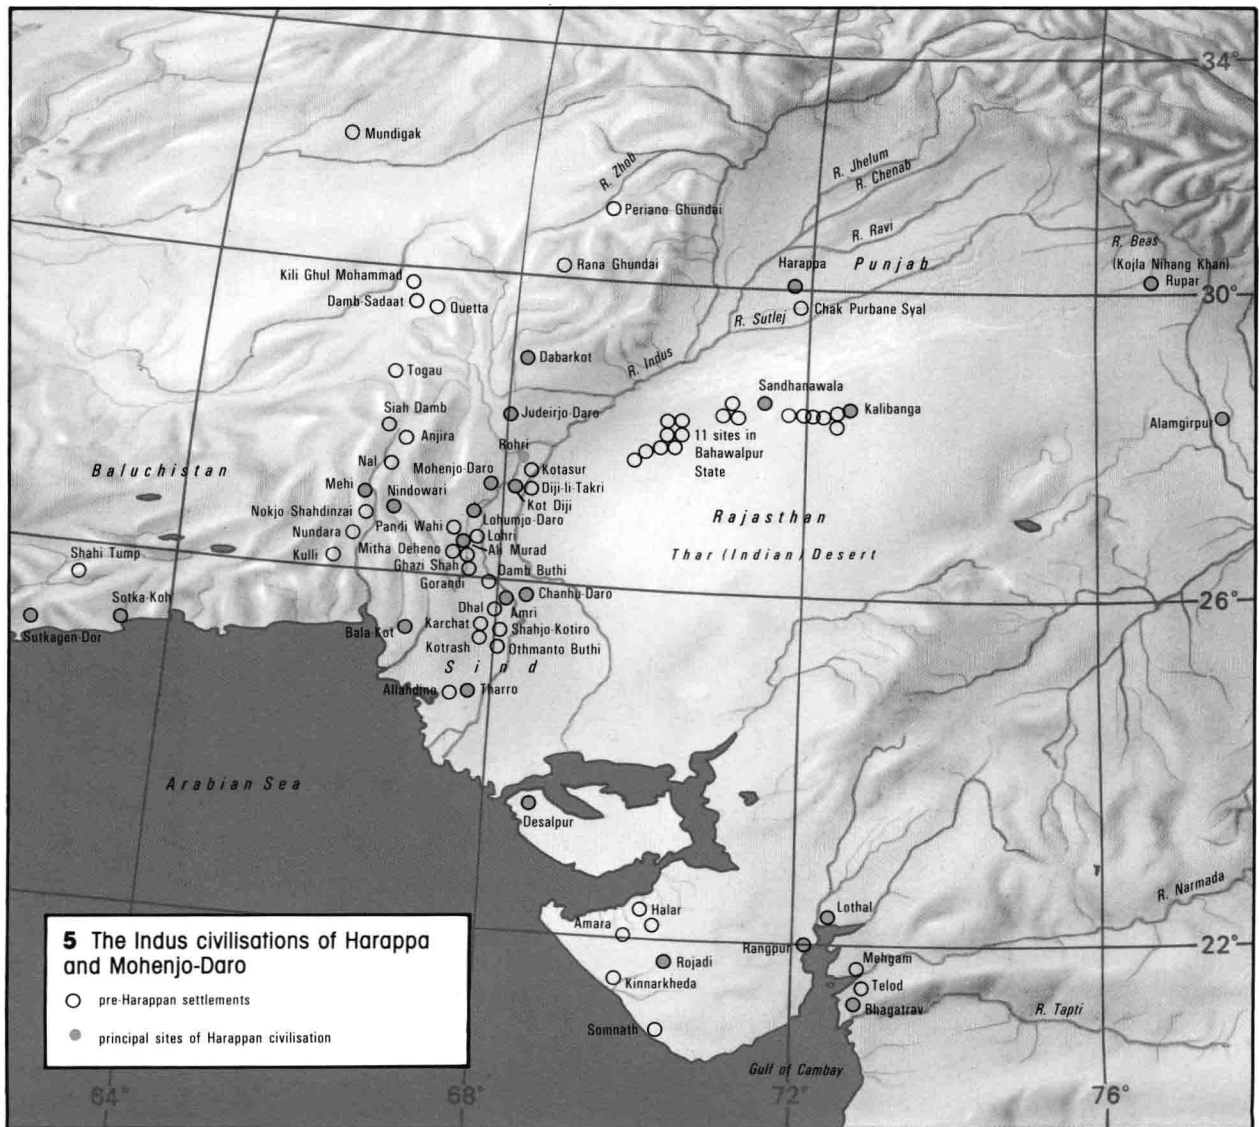 34°
Mundigak
R. Zhob
R. Jhelum
R. Chenab
Periano Ghundai
R. Ravi
R. Beas
Rana Ghundai
Harappa
Punjab
(Kojla Nihang Khan)
Rupar
Kili Ghul Mohammad
Damb-Sadaat
Quetta
30°
Chak Purbane Syal
R. Sutlej
R. Indus
Dabarkot
Togau
Sandhanawala
Siah Damb
Judeirjo-Daro
Kalibanga
Alamgirpur
Anjira
Rohri
11 sites in
Bahawalpur
State
Baluchistan
Nal
Mohenjo-Daro
Kotasur
Mehi
Nindowari
Diji-li-Takri
Kot Diji
Nokjo Shahdinzai
Lohumjo-Daro
Rajasthan
Nundara
Pandi Wahi
Lohri
Shahi Tump
Kulli
Mitha Deheno
Ali Murad
Thar (Indian) Desert
Ghazi Shah
Damb Buthi
Gorandi
Sotka-Koh
Chanhu-Daro
26°
Sutkagen-Dor
Dhal
Amri
Bala-Kot
Karchat
Shahjo-Kotiro
Kotrash
Othmanto Buthi
Sind
Allandino
Tharro
Arabian Sea
Desalpur
R. Narmada
Halar
Lothal
Amara
Rangpur
22°
Rojadi
Mehgam
Kinnarkheda
Telod
Bhagatrav
R. Tapti
Somnath
Gulf of Cambay
5 The Indus civilisations of Harappa
and Mohenjo-Daro
pre-Harappan settlements
principal sites of Harappan civilisation
64°
68°
72°
76°